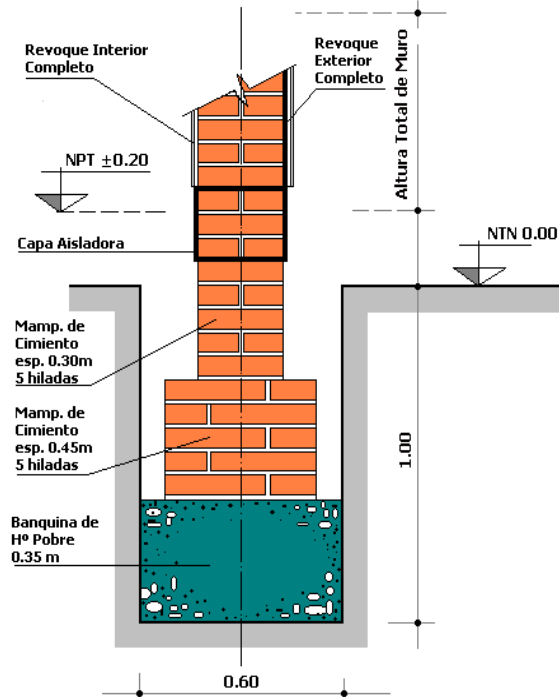 Revoque Interior
Completo
Revoque
Exterior
Completo
Altura Total de Muro
NPT ±0.20
Capa Aisladora
NTN 0.00
Mamp. de
Cimiento
esp. 0.30m
5 hiladas
Mamp. de
Cimiento
esp. 0.45m
5 hiladas
1.00
Banquina de
Hº Pobre
0.35 m
0.60